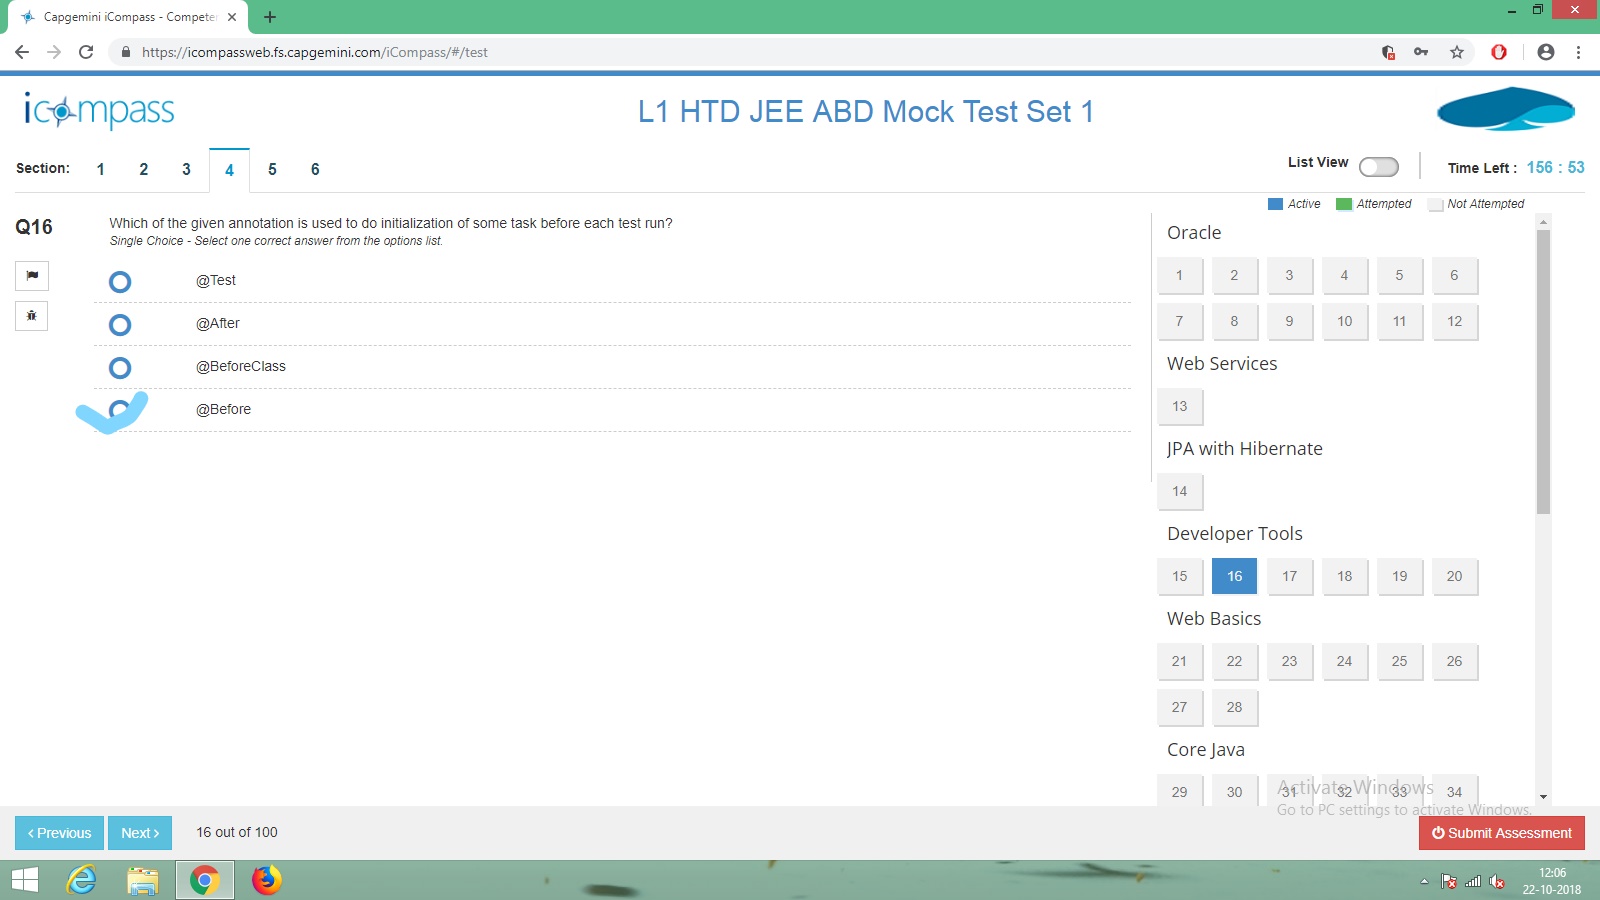 Capgemini iCompass - Competen
https://icompassweb.fs.capgemini.com/iCompass/#/test
icompass
L1 HTD JEE ABD Mock Test Set 1
Section: 1 2 3 4 5 6
List View
Time Left : 156 : 53
Active Attempted Not Attempted
Q16
Which of the given annotation is used to do initialization of some task before each test run?
Single Choice - Select one correct answer from the options list.
@Test
@After
@BeforeClass
@Before
Oracle
1 2 3 4 5 6
7 8 9 10 11 12
Web Services
13
JPA with Hibernate
14
Developer Tools
15 16 17 18 19 20
Web Basics
21 22 23 24 25 26
27 28
Core Java
29 30 31 32 33 34
Activate Windows
Go to PC settings to activate Windows.
‹ Previous
Next ›
16 out of 100
Submit Assessment
12:06
22-10-2018